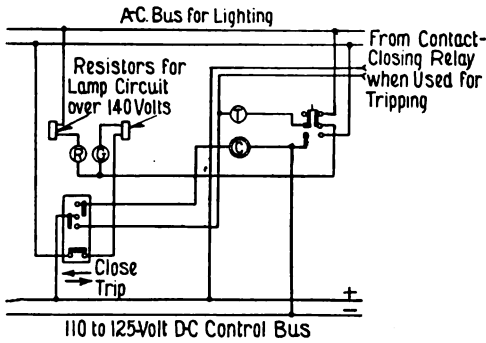 A-C. Bus for Lighting
From Contact-
Closing Relay
when Used for
Tripping
Resistors for
Lamp Circuit
over 140 Volts
T
R
G
C
Close
Trip
+
−
110 to 125-Volt D-C Control Bus